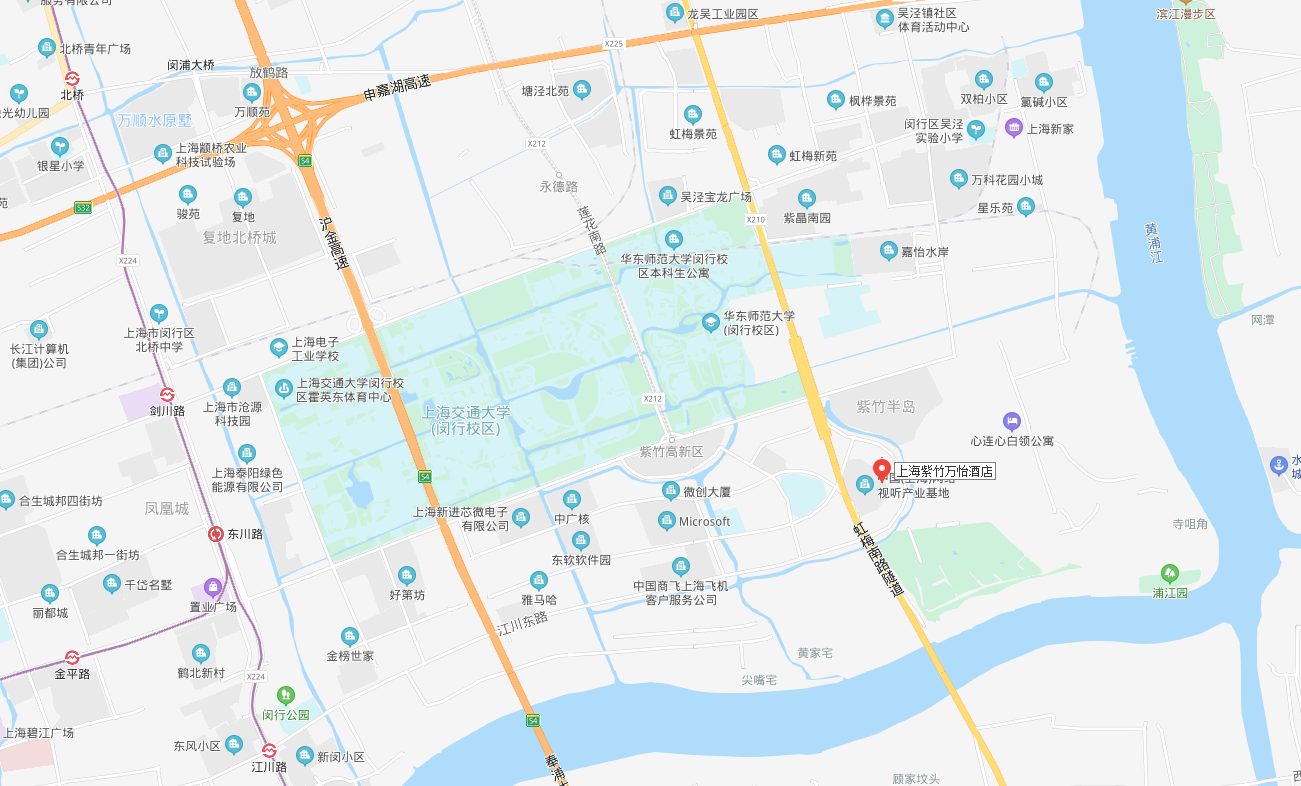 服务有限公司
龙吴工业园区
吴泾镇社区
体育活动中心
滨江漫步区
X225
北桥青年广场
闵浦大桥
放鹤路
申嘉湖高速
北桥
万顺苑
塘泾北苑
双柏小区
氯碱小区
枫桦景苑
光幼儿园
万顺水原墅
虹梅景苑
闵行区吴泾
实验小学
上海新家
银星小学
上海颛桥农业
科技试验场
S4
X212
虹梅新苑
永德路
万科花园小城
苑
S32
骏苑
复地
吴泾宝龙广场
紫晶南园
星乐苑
复地北桥城
沪金高速
莲花南路
X210
黄浦江
X224
华东师范大学闵行校
区本科生公寓
嘉怡水岸
上海市闵行区
北桥中学
华东师范大学
(闵行校区)
网潭
长江计算机
(集团)公司
上海电子
工业学校
上海交通大学闵行校
区霍英东体育中心
剑川路
上海市沧源
科技园
上海交通大学
(闵行校区)
X212
紫竹半岛
紫竹高新区
心连心白领公寓
上海泰阳绿色
能源有限公司
S4
上海紫竹万怡酒店
视听产业基地
水
城
合生城邦四街坊
凤凰城
微创大厦
上海新进芯微电子
有限公司
中广核
Microsoft
东川路
虹梅南路隧道
寺咀角
合生城邦一街坊
东软软件园
千岱名墅
置业广场
好第坊
雅马哈
中国商飞上海飞机
客户服务公司
浦江园
丽都城
江川东路
金榜世家
黄家宅
金平路
鹤北新村
X224
尖嘴宅
闵行公园
S4
上海碧江广场
东风小区
新闵小区
江川路
奉浦
顾家坟头
西